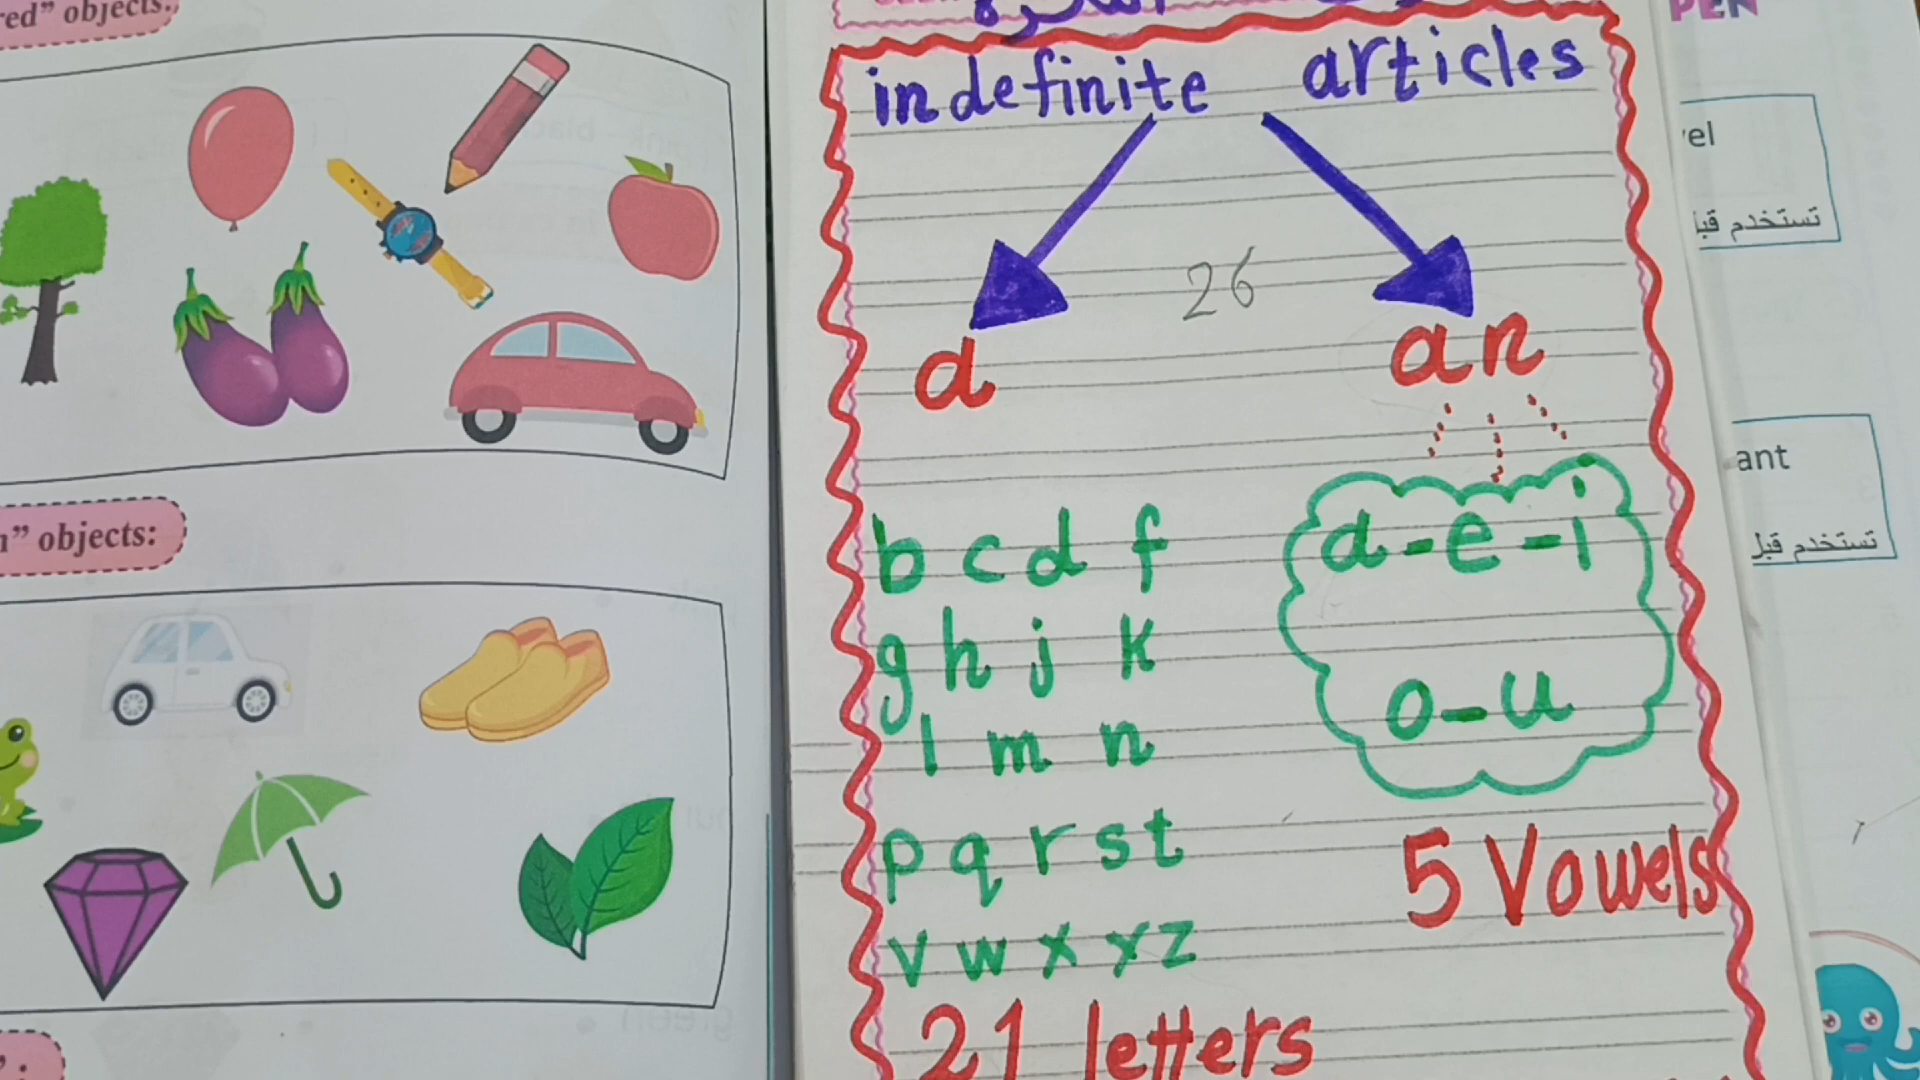 red” objects:
n” objects:
indefinite articles
26
a
an
b c d f
g h j k
l m n
p q r s t
v w x y z
21 letters
a - e - i
o - u
5 Vowels
PEN
el
تستخدم قبل
ant
تستخدم قبل